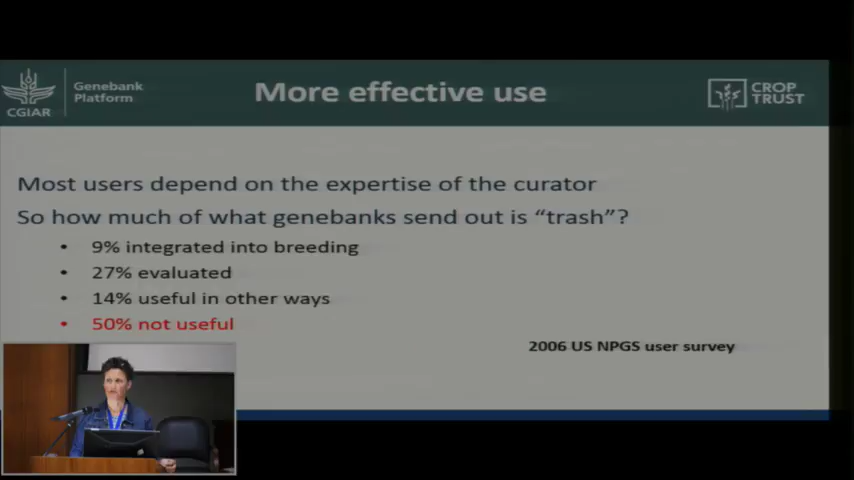 CGIAR
Genebank
Platform
More effective use
CROP
TRUST
Most users depend on the expertise of the curator
So how much of what genebanks send out is “trash”?
• 9% integrated into breeding
• 27% evaluated
• 14% useful in other ways
• 50% not useful
2006 US NPGS user survey